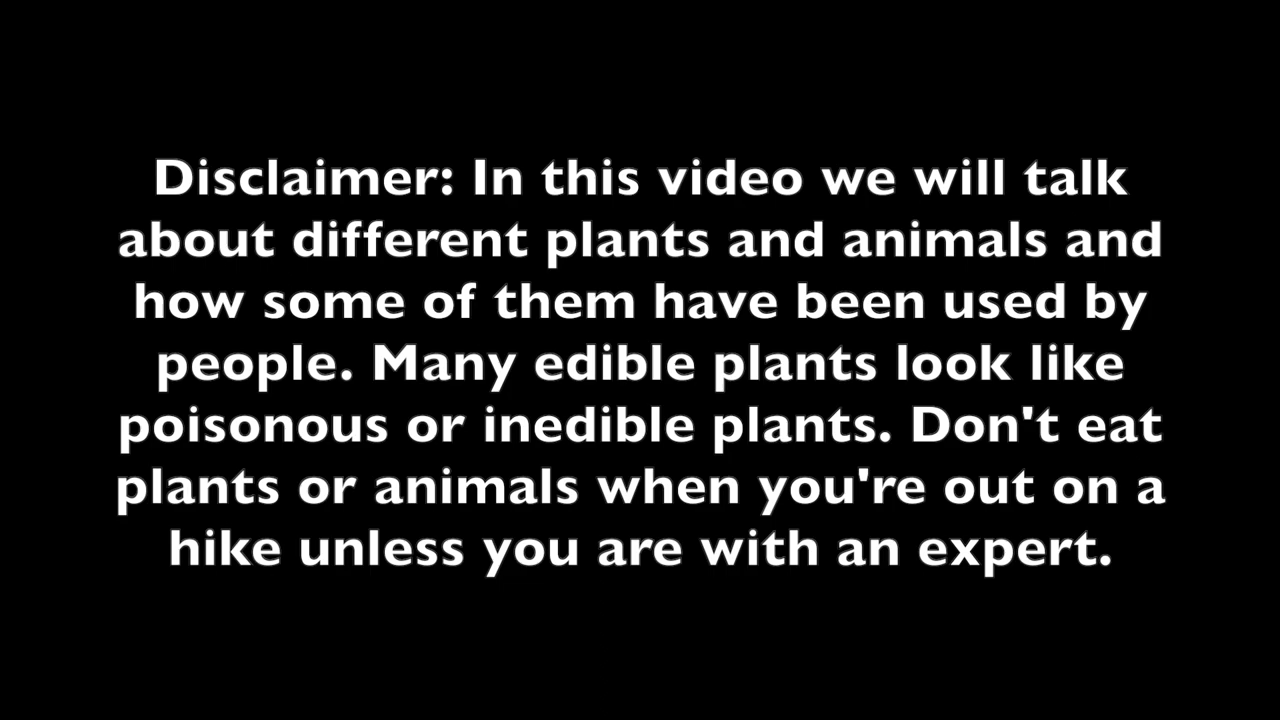 Disclaimer: In this video we will talk
about different plants and animals and
how some of them have been used by
people. Many edible plants look like
poisonous or inedible plants. Don't eat
plants or animals when you're out on a
hike unless you are with an expert.